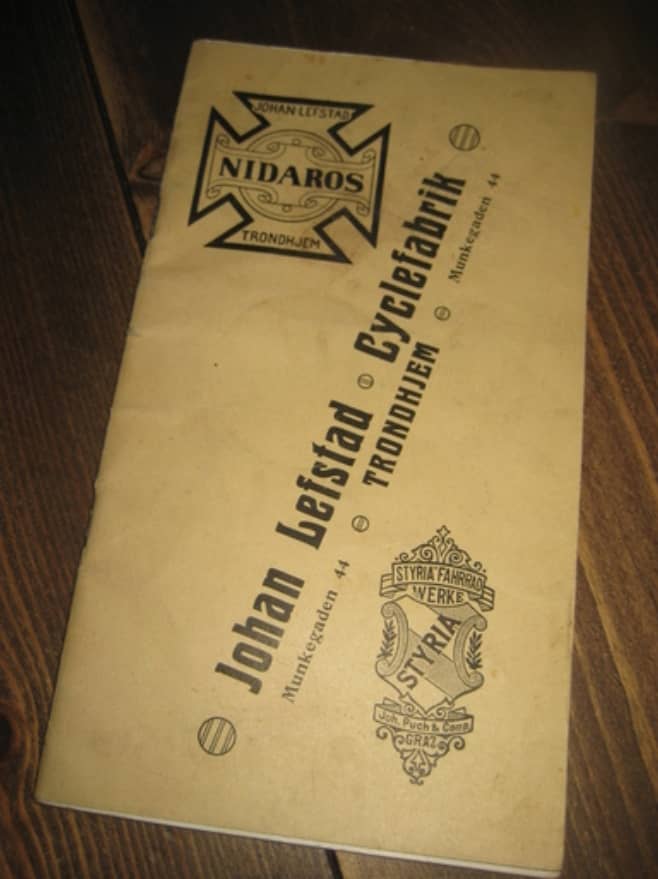 JOHAN LEFSTAD
NIDAROS
TRONDHJEM
Johan Lefstad Cyclefabrik
Munkegaden 44 TRONDHJEM Munkegaden 44
STYRIA FAHRRAD
WERKE
STYRIA
Joh. Puch & Comp.
GRAZ